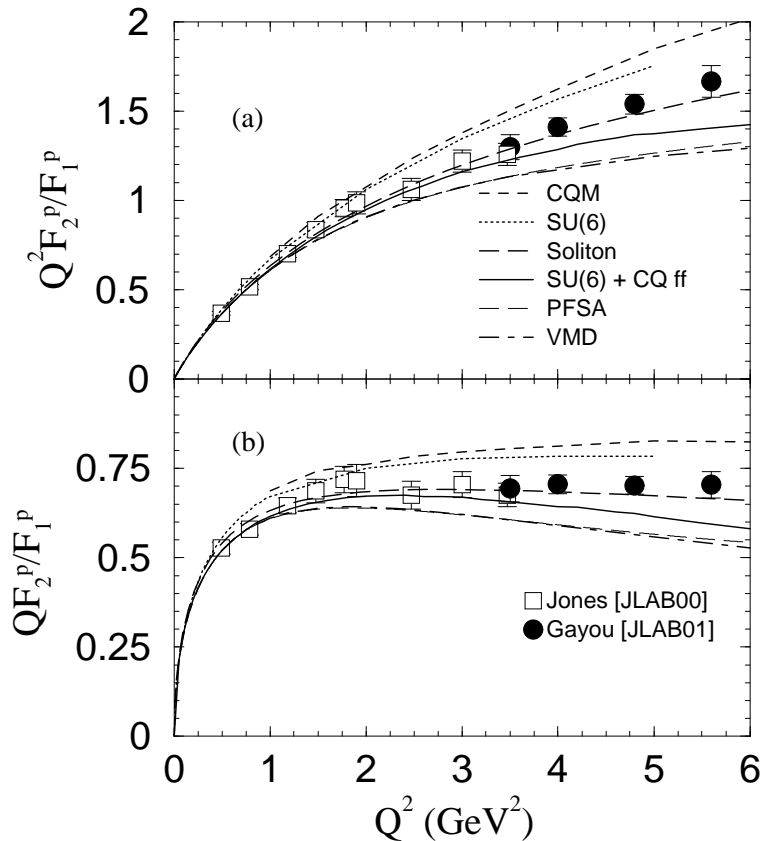 2
1.5
1
0.5
0
Q²F₂ᵖ/F₁ᵖ
(a)
CQM
SU(6)
Soliton
SU(6) + CQ ff
PFSA
VMD
0.75
0.5
0.25
0
QF₂ᵖ/F₁ᵖ
(b)
Jones [JLAB00]
Gayou [JLAB01]
0 1 2 3 4 5 6
Q² (GeV²)